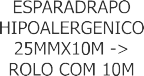 ESPARADRAPO
HIPOALERGENICO
25MMX10M ->
ROLO COM 10M